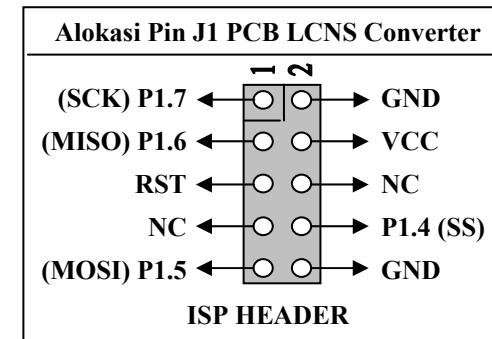 Alokasi Pin J1 PCB LCNS Converter
1 2
(SCK) P1.7 GND
(MISO) P1.6 VCC
RST NC
NC P1.4 (SS)
(MOSI) P1.5 GND
ISP HEADER